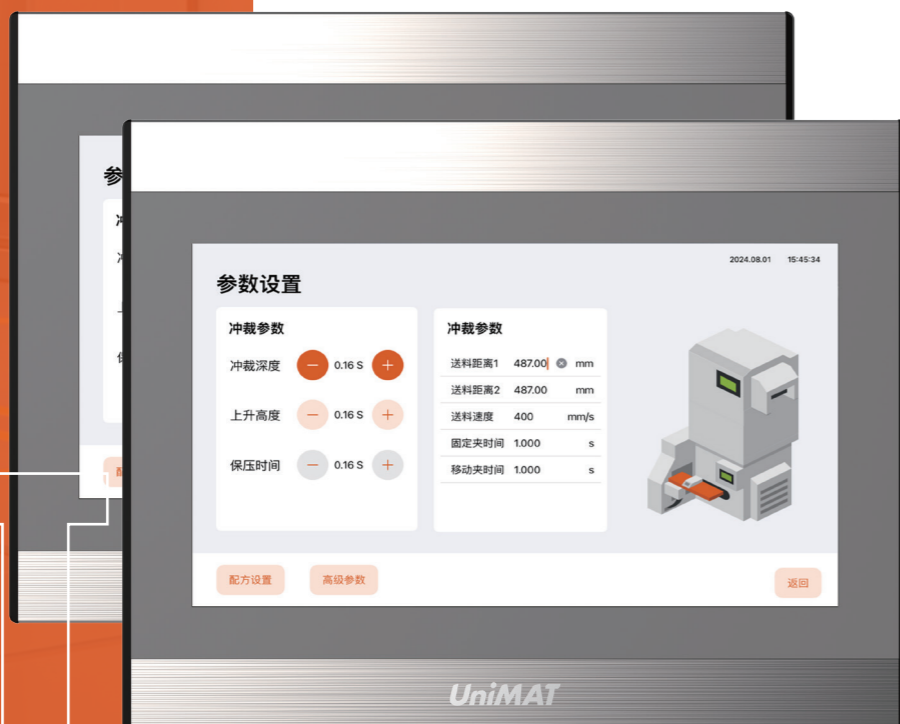 参
2024.08.01 15:45:34
参数设置
冲裁参数
冲裁深度 0.16 S
上升高度 0.16 S
保压时间 0.16 S
冲裁参数
送料距离1 487.00 mm
送料距离2 487.00 mm
送料速度 400 mm/s
固定夹时间 1.000 s
移动夹时间 1.000 s
配方设置 高级参数 返回
UniMAT